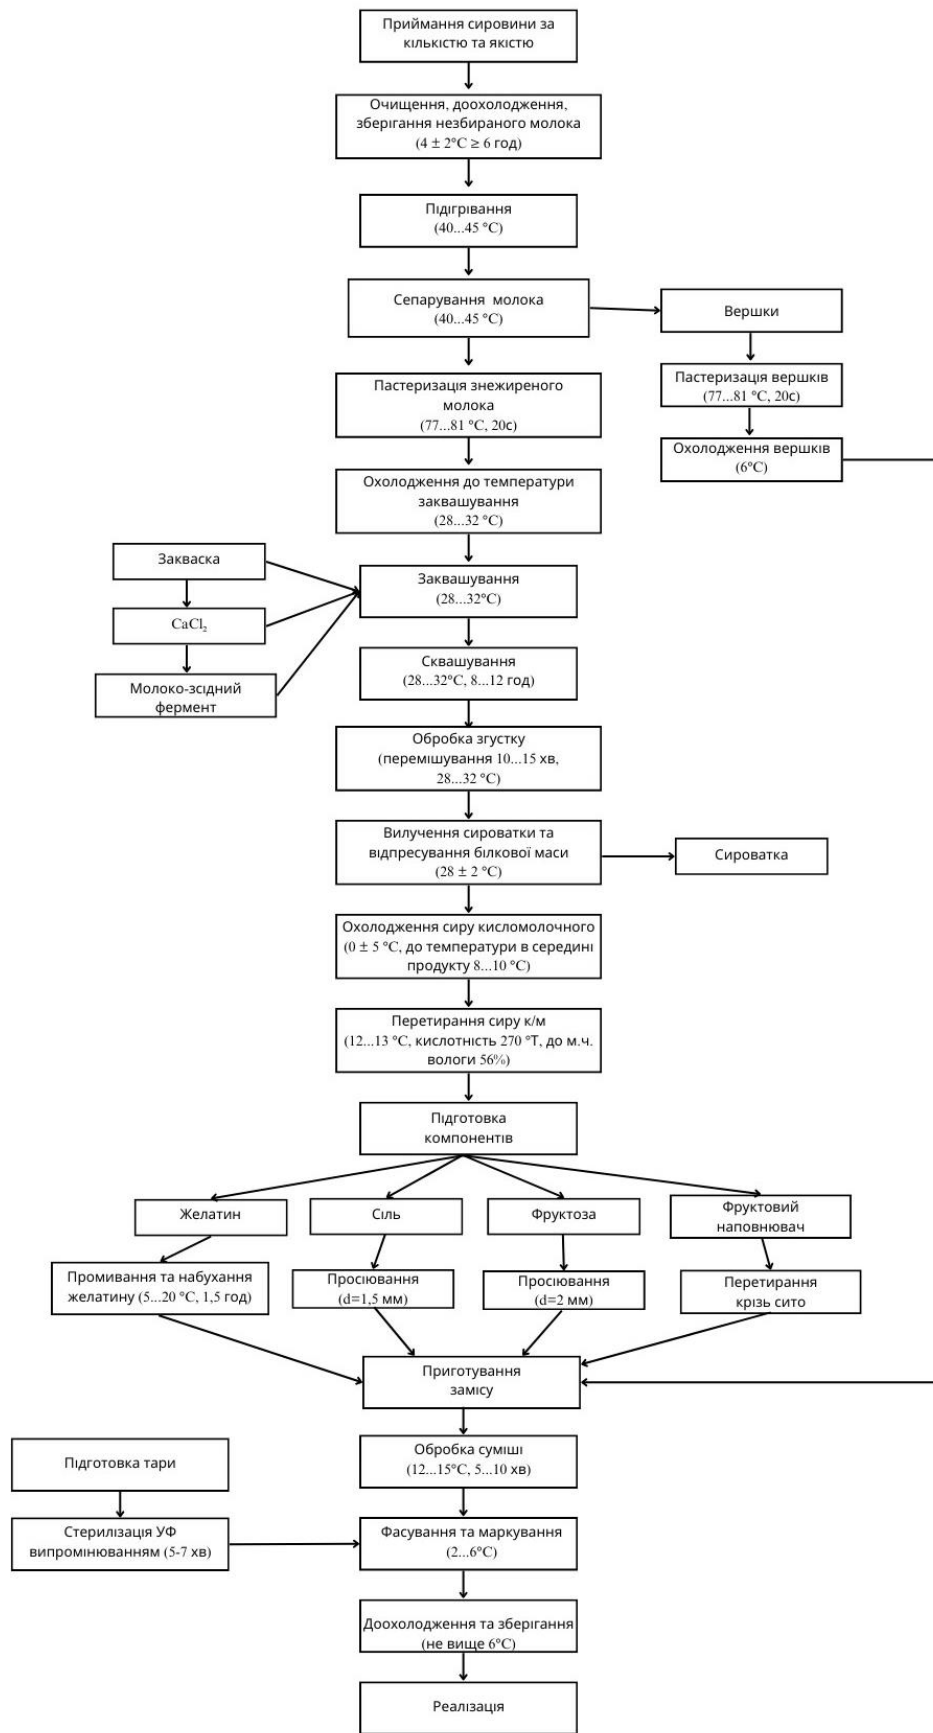 Приймання сировини за
кількістю та якістю
Очищення, доохолодження,
зберігання незбираного молока
(4 ± 2°С ≥ 6 год)
Підігрівання
(40...45 °С)
Сепарування молока
(40...45 °С)
Вершки
Пастеризація знежиреного
молока
(77...81 °С, 20с)
Пастеризація вершків
(77...81 °С, 20с)
Охолодження вершків
(6°С)
Охолодження до температури
заквашування
(28...32 °С)
Закваска
CaCl₂
Молоко-зсідний
фермент
Заквашування
(28...32°С)
Сквашування
(28...32°С, 8...12 год)
Обробка згустку
(перемішування 10...15 хв,
28...32 °С)
Вилучення сироватки та
відпресування білкової маси
(28 ± 2 °С)
Сироватка
Охолодження сиру кисломолочного
(0 ± 5 °С, до температури в середині
продукту 8...10 °С)
Перетирання сиру к/м
(12...13 °С, кислотність 270 °Т, до м.ч.
вологи 56%)
Підготовка
компонентів
Желатин
Сіль
Фруктоза
Фруктовий
наповнювач
Промивання та набухання
желатину (5...20 °С, 1,5 год)
Просіювання
(d=1,5 мм)
Просіювання
(d=2 мм)
Перетирання
крізь сито
Приготування
замісу
Обробка суміші
(12...15°С, 5...10 хв)
Підготовка тари
Стерилізація УФ
випромінюванням (5-7 хв)
Фасування та маркування
(2...6°С)
Доохолодження та зберігання
(не вище 6°С)
Реалізація